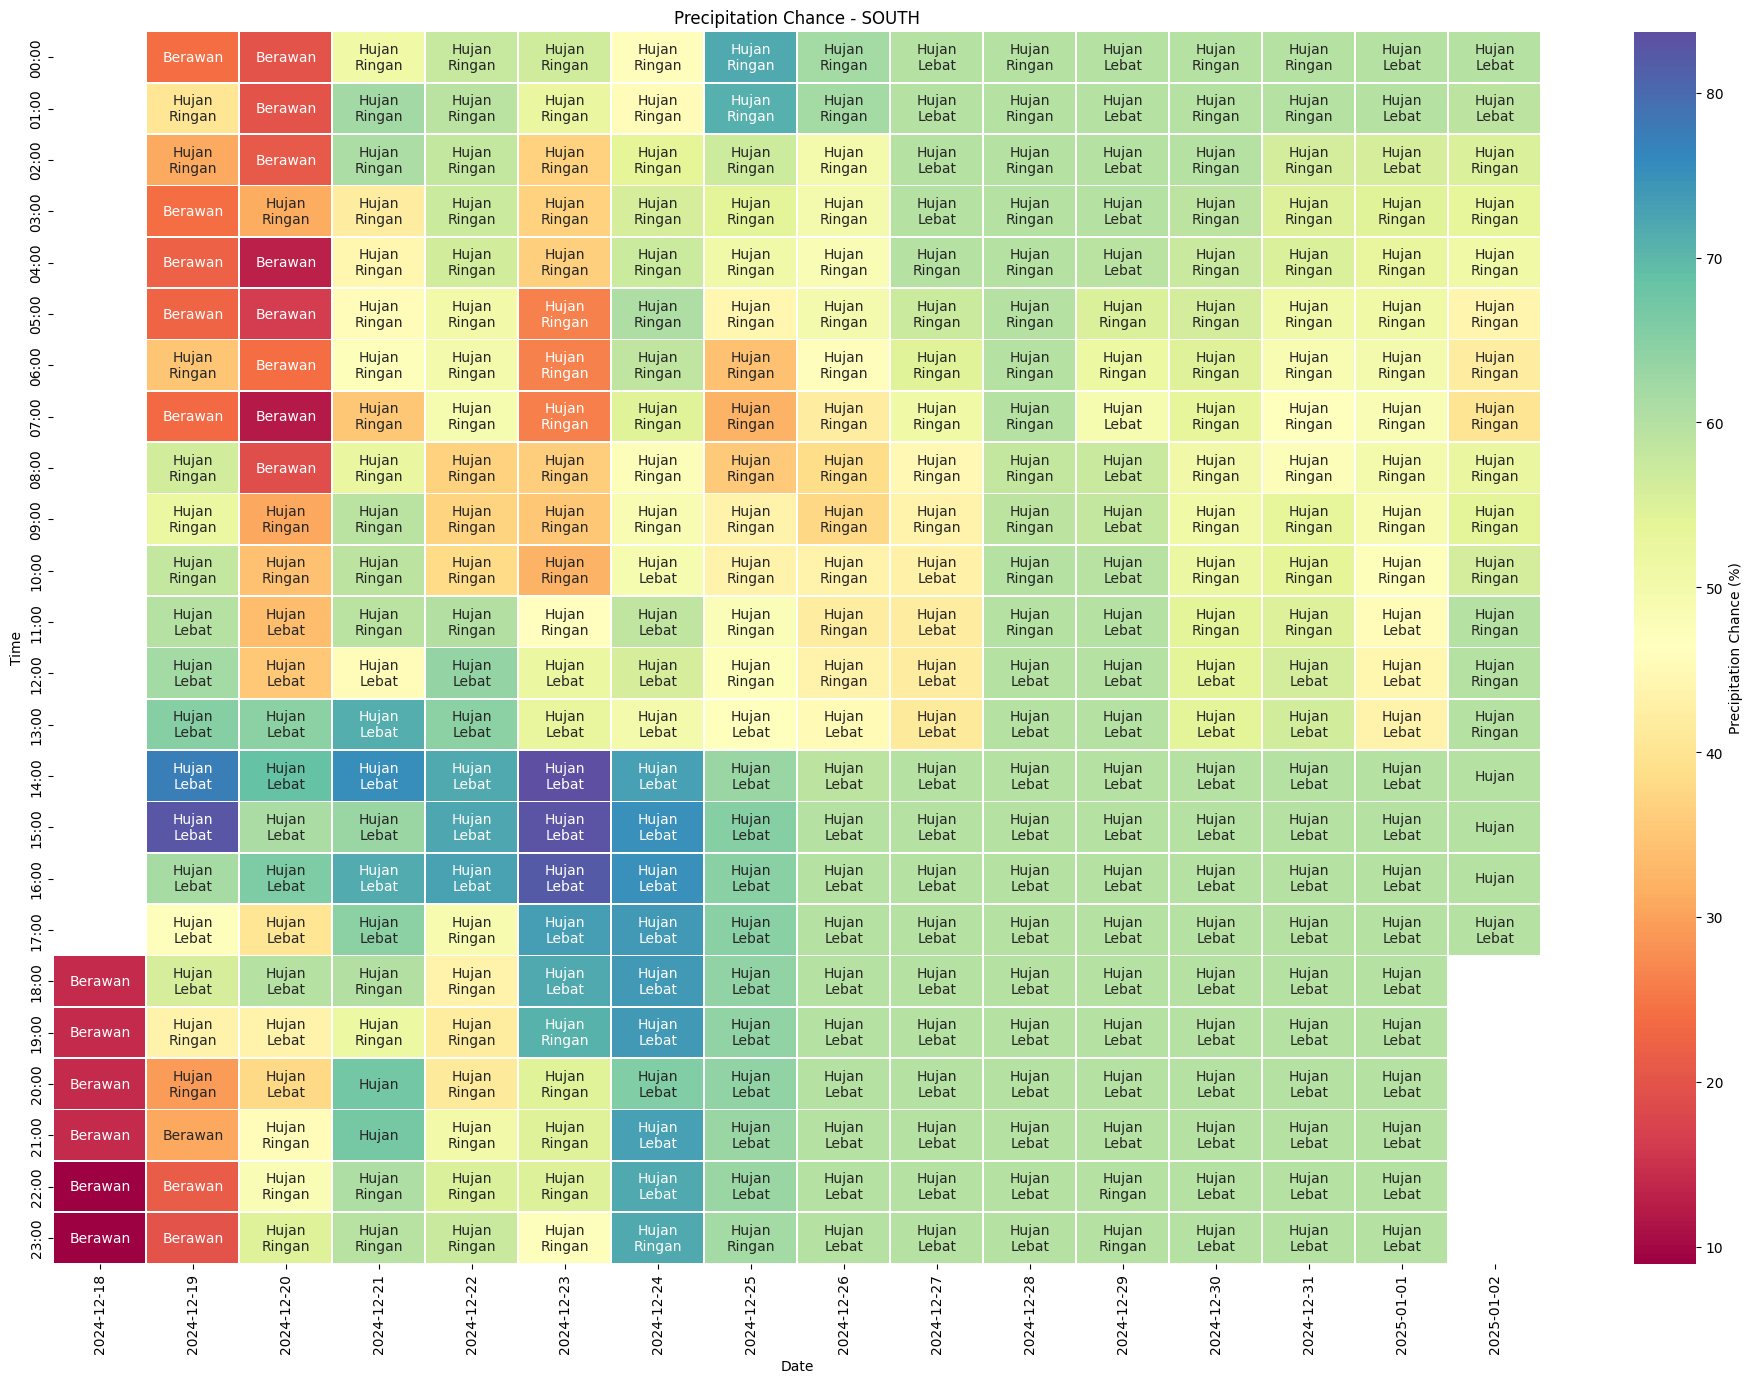 Precipitation Chance - SOUTH
00:00 Berawan Berawan Hujan Ringan Hujan Ringan Hujan Ringan Hujan Ringan Hujan Ringan Hujan Ringan Hujan Lebat Hujan Ringan Hujan Lebat Hujan Ringan Hujan Ringan Hujan Lebat Hujan Lebat
01:00 Hujan Ringan Berawan Hujan Ringan Hujan Ringan Hujan Ringan Hujan Ringan Hujan Ringan Hujan Ringan Hujan Lebat Hujan Ringan Hujan Lebat Hujan Ringan Hujan Ringan Hujan Lebat Hujan Lebat
02:00 Hujan Ringan Berawan Hujan Ringan Hujan Ringan Hujan Ringan Hujan Ringan Hujan Ringan Hujan Ringan Hujan Lebat Hujan Ringan Hujan Lebat Hujan Ringan Hujan Ringan Hujan Lebat Hujan Ringan
03:00 Berawan Hujan Ringan Hujan Ringan Hujan Ringan Hujan Ringan Hujan Ringan Hujan Ringan Hujan Ringan Hujan Lebat Hujan Ringan Hujan Lebat Hujan Ringan Hujan Ringan Hujan Ringan Hujan Ringan
04:00 Berawan Berawan Hujan Ringan Hujan Ringan Hujan Ringan Hujan Ringan Hujan Ringan Hujan Ringan Hujan Ringan Hujan Ringan Hujan Lebat Hujan Ringan Hujan Ringan Hujan Ringan Hujan Ringan
05:00 Berawan Berawan Hujan Ringan Hujan Ringan Hujan Ringan Hujan Ringan Hujan Ringan Hujan Ringan Hujan Ringan Hujan Ringan Hujan Ringan Hujan Ringan Hujan Ringan Hujan Ringan Hujan Ringan
06:00 Hujan Ringan Berawan Hujan Ringan Hujan Ringan Hujan Ringan Hujan Ringan Hujan Ringan Hujan Ringan Hujan Ringan Hujan Ringan Hujan Ringan Hujan Ringan Hujan Ringan Hujan Ringan Hujan Ringan
07:00 Berawan Berawan Hujan Ringan Hujan Ringan Hujan Ringan Hujan Ringan Hujan Ringan Hujan Ringan Hujan Ringan Hujan Ringan Hujan Lebat Hujan Ringan Hujan Ringan Hujan Ringan Hujan Ringan
08:00 Hujan Ringan Berawan Hujan Ringan Hujan Ringan Hujan Ringan Hujan Ringan Hujan Ringan Hujan Ringan Hujan Ringan Hujan Ringan Hujan Lebat Hujan Ringan Hujan Ringan Hujan Ringan Hujan Ringan
09:00 Hujan Ringan Hujan Ringan Hujan Ringan Hujan Ringan Hujan Ringan Hujan Ringan Hujan Ringan Hujan Ringan Hujan Ringan Hujan Ringan Hujan Lebat Hujan Ringan Hujan Ringan Hujan Ringan Hujan Ringan
10:00 Hujan Ringan Hujan Ringan Hujan Ringan Hujan Ringan Hujan Ringan Hujan Lebat Hujan Ringan Hujan Ringan Hujan Lebat Hujan Ringan Hujan Lebat Hujan Ringan Hujan Ringan Hujan Ringan Hujan Ringan
11:00 Hujan Lebat Hujan Lebat Hujan Ringan Hujan Ringan Hujan Ringan Hujan Lebat Hujan Ringan Hujan Ringan Hujan Lebat Hujan Ringan Hujan Lebat Hujan Ringan Hujan Ringan Hujan Lebat Hujan Ringan
12:00 Hujan Lebat Hujan Lebat Hujan Lebat Hujan Lebat Hujan Lebat Hujan Lebat Hujan Ringan Hujan Ringan Hujan Lebat Hujan Lebat Hujan Lebat Hujan Lebat Hujan Lebat Hujan Lebat Hujan Ringan
13:00 Hujan Lebat Hujan Lebat Hujan Lebat Hujan Lebat Hujan Lebat Hujan Lebat Hujan Lebat Hujan Lebat Hujan Lebat Hujan Lebat Hujan Lebat Hujan Lebat Hujan Lebat Hujan Lebat Hujan Ringan
14:00 Hujan Lebat Hujan Lebat Hujan Lebat Hujan Lebat Hujan Lebat Hujan Lebat Hujan Lebat Hujan Lebat Hujan Lebat Hujan Lebat Hujan Lebat Hujan Lebat Hujan Lebat Hujan Lebat Hujan
15:00 Hujan Lebat Hujan Lebat Hujan Lebat Hujan Lebat Hujan Lebat Hujan Lebat Hujan Lebat Hujan Lebat Hujan Lebat Hujan Lebat Hujan Lebat Hujan Lebat Hujan Lebat Hujan Lebat Hujan
16:00 Hujan Lebat Hujan Lebat Hujan Lebat Hujan Lebat Hujan Lebat Hujan Lebat Hujan Lebat Hujan Lebat Hujan Lebat Hujan Lebat Hujan Lebat Hujan Lebat Hujan Lebat Hujan Lebat Hujan
17:00 Hujan Lebat Hujan Lebat Hujan Lebat Hujan Ringan Hujan Lebat Hujan Lebat Hujan Lebat Hujan Lebat Hujan Lebat Hujan Lebat Hujan Lebat Hujan Lebat Hujan Lebat Hujan Lebat Hujan Lebat
18:00 Berawan Hujan Lebat Hujan Lebat Hujan Ringan Hujan Ringan Hujan Lebat Hujan Lebat Hujan Lebat Hujan Lebat Hujan Lebat Hujan Lebat Hujan Lebat Hujan Lebat Hujan Lebat Hujan Lebat
19:00 Berawan Hujan Ringan Hujan Lebat Hujan Ringan Hujan Ringan Hujan Ringan Hujan Lebat Hujan Lebat Hujan Lebat Hujan Lebat Hujan Lebat Hujan Lebat Hujan Lebat Hujan Lebat Hujan Lebat
20:00 Berawan Hujan Ringan Hujan Lebat Hujan Hujan Ringan Hujan Ringan Hujan Lebat Hujan Lebat Hujan Lebat Hujan Lebat Hujan Lebat Hujan Lebat Hujan Lebat Hujan Lebat Hujan Lebat
21:00 Berawan Berawan Hujan Ringan Hujan Hujan Ringan Hujan Ringan Hujan Lebat Hujan Lebat Hujan Lebat Hujan Lebat Hujan Lebat Hujan Lebat Hujan Lebat Hujan Lebat Hujan Lebat
22:00 Berawan Berawan Hujan Ringan Hujan Ringan Hujan Ringan Hujan Ringan Hujan Lebat Hujan Lebat Hujan Lebat Hujan Lebat Hujan Lebat Hujan Ringan Hujan Lebat Hujan Lebat Hujan Lebat
23:00 Berawan Berawan Hujan Ringan Hujan Ringan Hujan Ringan Hujan Ringan Hujan Ringan Hujan Ringan Hujan Lebat Hujan Lebat Hujan Lebat Hujan Ringan Hujan Lebat Hujan Lebat Hujan Lebat
Time
2024-12-18
2024-12-19
2024-12-20
2024-12-21
2024-12-22
2024-12-23
2024-12-24
2024-12-25
2024-12-26
2024-12-27
2024-12-28
2024-12-29
2024-12-30
2024-12-31
2025-01-01
2025-01-02
Date
80
70
60
50
40
30
20
10
Precipitation Chance (%)